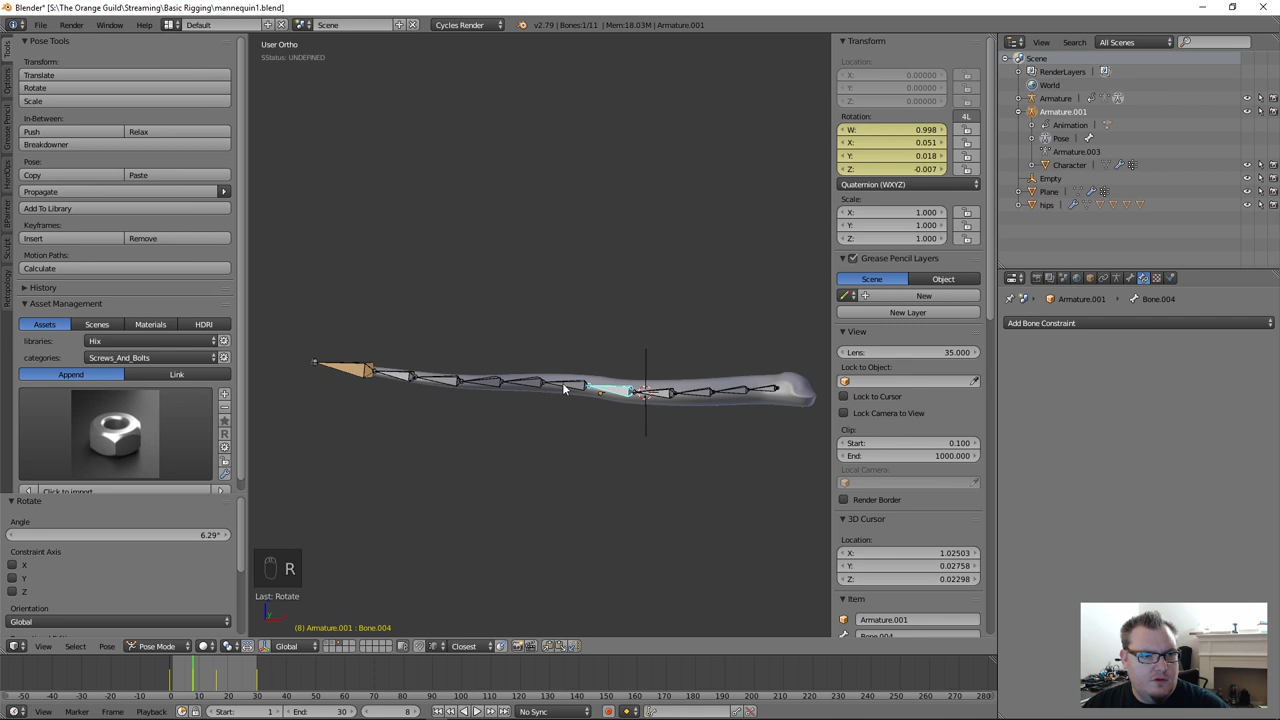 Blender* [S:\The Orange Guild\Streaming\Basic Rigging\mannequin1.blend]
File Render Window Help Default Scene Cycles Render v2.79 | Bones:1/11 | Mem:18.03M | Armature.001
Pose Tools
Transform:
Translate
Rotate
Scale
In-Between:
Push Relax
Breakdowner
Pose:
Copy Paste
Propagate
Add To Library
Keyframes:
Insert Remove
Motion Paths:
Calculate
History
Asset Management
Assets Scenes Materials HDRI
libraries: Hix
categories: Screws_And_Bolts
Append Link
Click to import
Rotate
Angle
6.29°
Constraint Axis
X
Y
Z
Orientation
Global
Tools
Options
Grease Pencil
HardOps
BPainter
Sculpt
Retopology
User Ortho
SStatus: UNDEFINED
R
Last: Rotate
(8) Armature.001 : Bone.004
Transform
Location:
X: 0.00000
Y: 0.00000
Z: 0.00000
Rotation: 4L
W: 0.998
X: 0.051
Y: 0.018
Z: -0.007
Quaternion (WXYZ)
Scale:
X: 1.000
Y: 1.000
Z: 1.000
Grease Pencil Layers
Scene Object
New
New Layer
View
Lens: 35.000
Lock to Object:
Lock to Cursor
Lock Camera to View
Clip:
Start: 0.100
End: 1000.000
Local Camera:
Render Border
3D Cursor
Location:
X: 1.02503
Y: 0.02758
Z: 0.02298
Item
Armature.001
Bone.004
View Search All Scenes
Scene
RenderLayers
World
Armature
Armature.001
Animation
Pose
Armature.003
Character
Empty
Plane
hips
Armature.001 Bone.004
Add Bone Constraint
View Select Pose Pose Mode Global Closest
-50 -40 -30 -20 -10 0 10 20 30 40 50 60 70 80 90 100 110 120 130 140 150 160 170 180 190 200 210 220 230 240 250 260 270 280
View Marker Frame Playback Start: 1 End: 30 8 No Sync